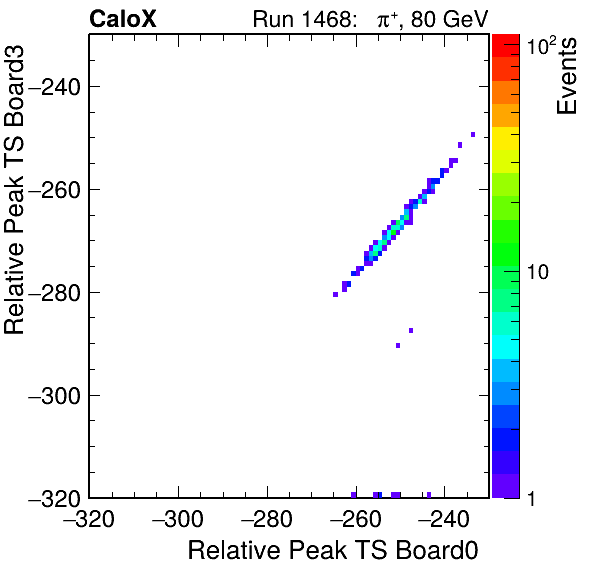 CaloX Run 1468: π⁺, 80 GeV
10²
Events
10
1
Relative Peak TS Board3
−240
−260
−280
−300
−320
−320 −300 −280 −260 −240
Relative Peak TS Board0